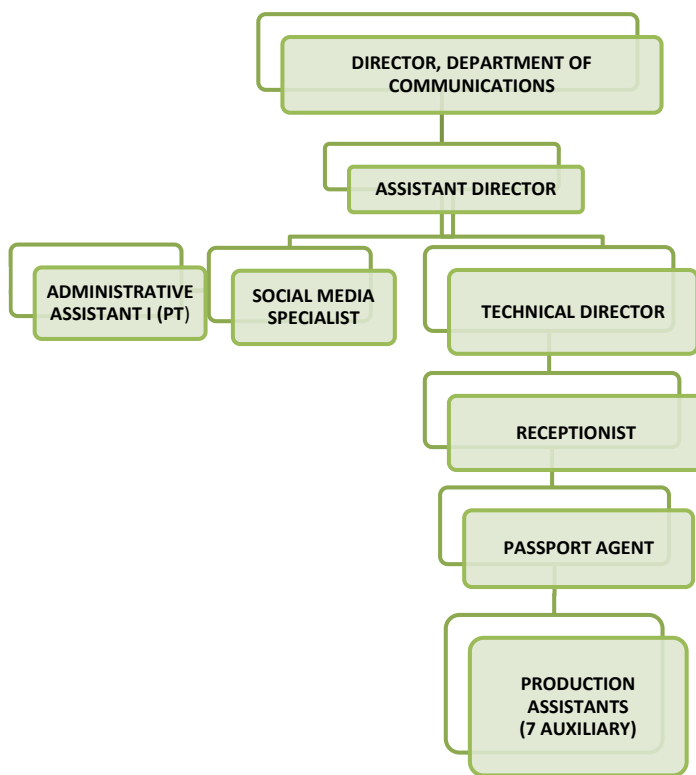 DIRECTOR, DEPARTMENT OF
COMMUNICATIONS
ASSISTANT DIRECTOR
ADMINISTRATIVE
ASSISTANT I (PT)
SOCIAL MEDIA
SPECIALIST
TECHNICAL DIRECTOR
RECEPTIONIST
PASSPORT AGENT
PRODUCTION
ASSISTANTS
(7 AUXILIARY)